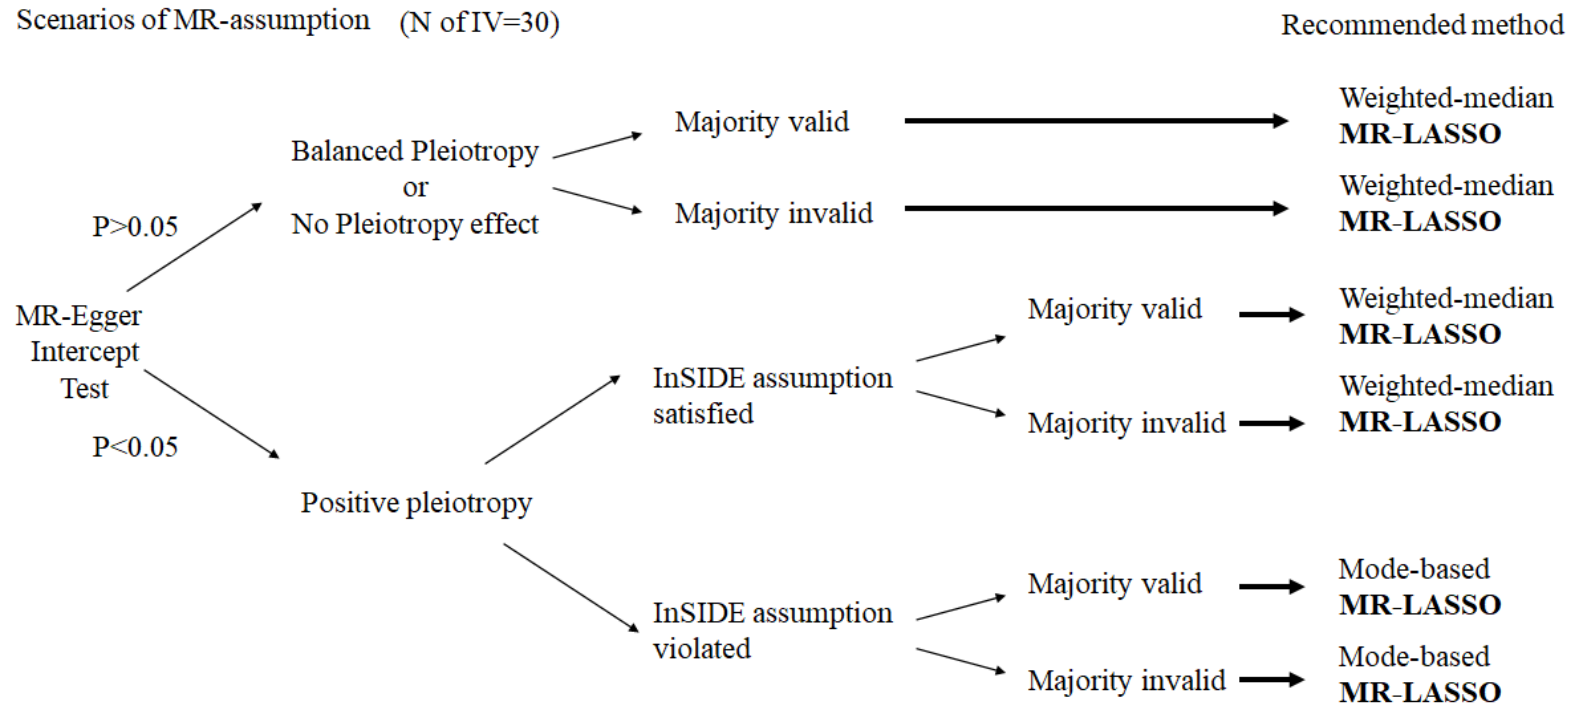 Scenarios of MR-assumption (N of IV=30)
Recommended method
MR-Egger
Intercept
Test
P>0.05
P<0.05
Balanced Pleiotropy
or
No Pleiotropy effect
Majority valid
Weighted-median
MR-LASSO
Majority invalid
Weighted-median
MR-LASSO
Positive pleiotropy
InSIDE assumption
satisfied
Majority valid
Weighted-median
MR-LASSO
Majority invalid
Weighted-median
MR-LASSO
InSIDE assumption
violated
Majority valid
Mode-based
MR-LASSO
Majority invalid
Mode-based
MR-LASSO